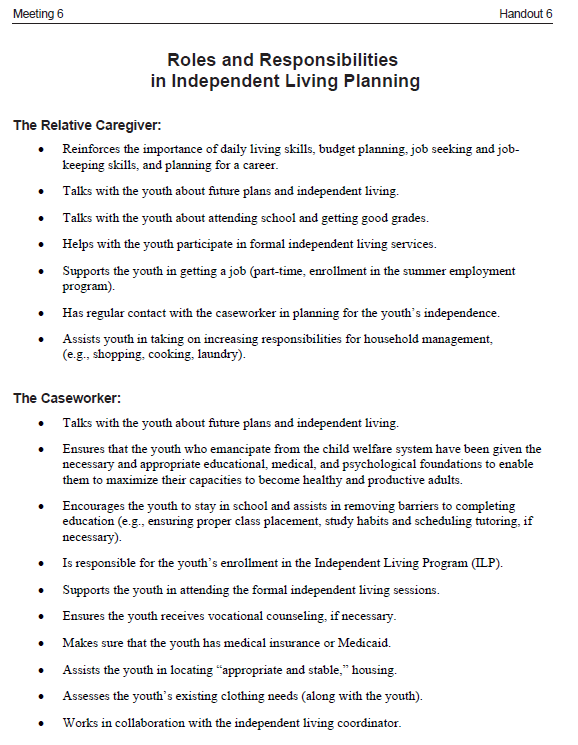 Meeting 6 Handout 6
Roles and Responsibilities
in Independent Living Planning
The Relative Caregiver:
• Reinforces the importance of daily living skills, budget planning, job seeking and job-
keeping skills, and planning for a career.
• Talks with the youth about future plans and independent living.
• Talks with the youth about attending school and getting good grades.
• Helps with the youth participate in formal independent living services.
• Supports the youth in getting a job (part-time, enrollment in the summer employment
program).
• Has regular contact with the caseworker in planning for the youth’s independence.
• Assists youth in taking on increasing responsibilities for household management,
(e.g., shopping, cooking, laundry).
The Caseworker:
• Talks with the youth about future plans and independent living.
• Ensures that the youth who emancipate from the child welfare system have been given the
necessary and appropriate educational, medical, and psychological foundations to enable
them to maximize their capacities to become healthy and productive adults.
• Encourages the youth to stay in school and assists in removing barriers to completing
education (e.g., ensuring proper class placement, study habits and scheduling tutoring, if
necessary).
• Is responsible for the youth’s enrollment in the Independent Living Program (ILP).
• Supports the youth in attending the formal independent living sessions.
• Ensures the youth receives vocational counseling, if necessary.
• Makes sure that the youth has medical insurance or Medicaid.
• Assists the youth in locating “appropriate and stable,” housing.
• Assesses the youth’s existing clothing needs (along with the youth).
• Works in collaboration with the independent living coordinator.